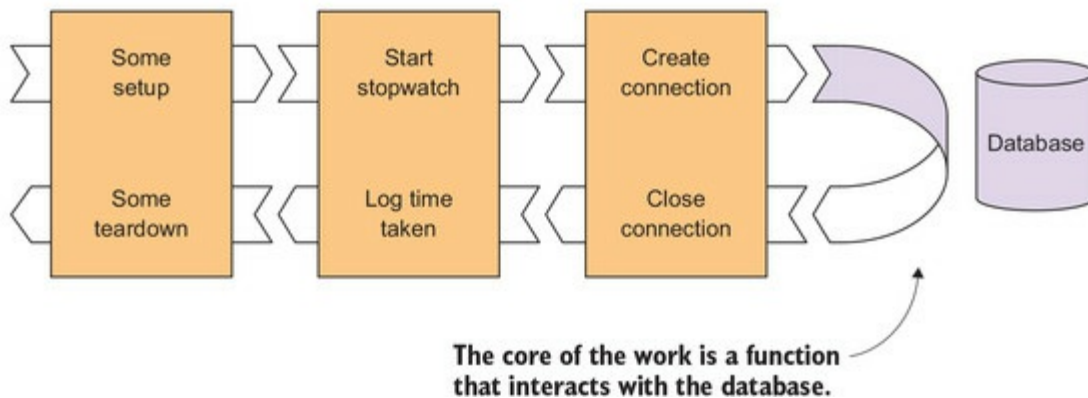 Some
setup
Start
stopwatch
Create
connection
Database
Some
teardown
Log time
taken
Close
connection
The core of the work is a function
that interacts with the database.